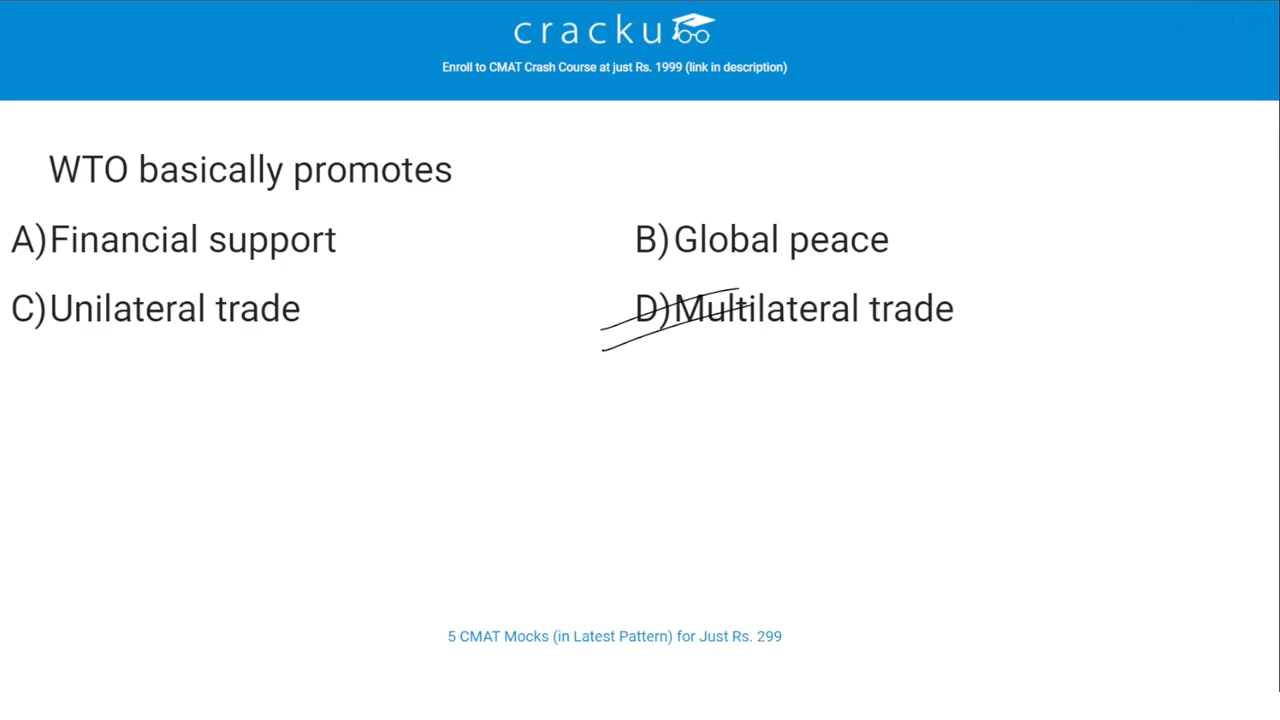 cracku
Enroll to CMAT Crash Course at just Rs. 1999 (link in description)
WTO basically promotes
A)Financial support
B)Global peace
C)Unilateral trade
D)Multilateral trade
5 CMAT Mocks (in Latest Pattern) for Just Rs. 299